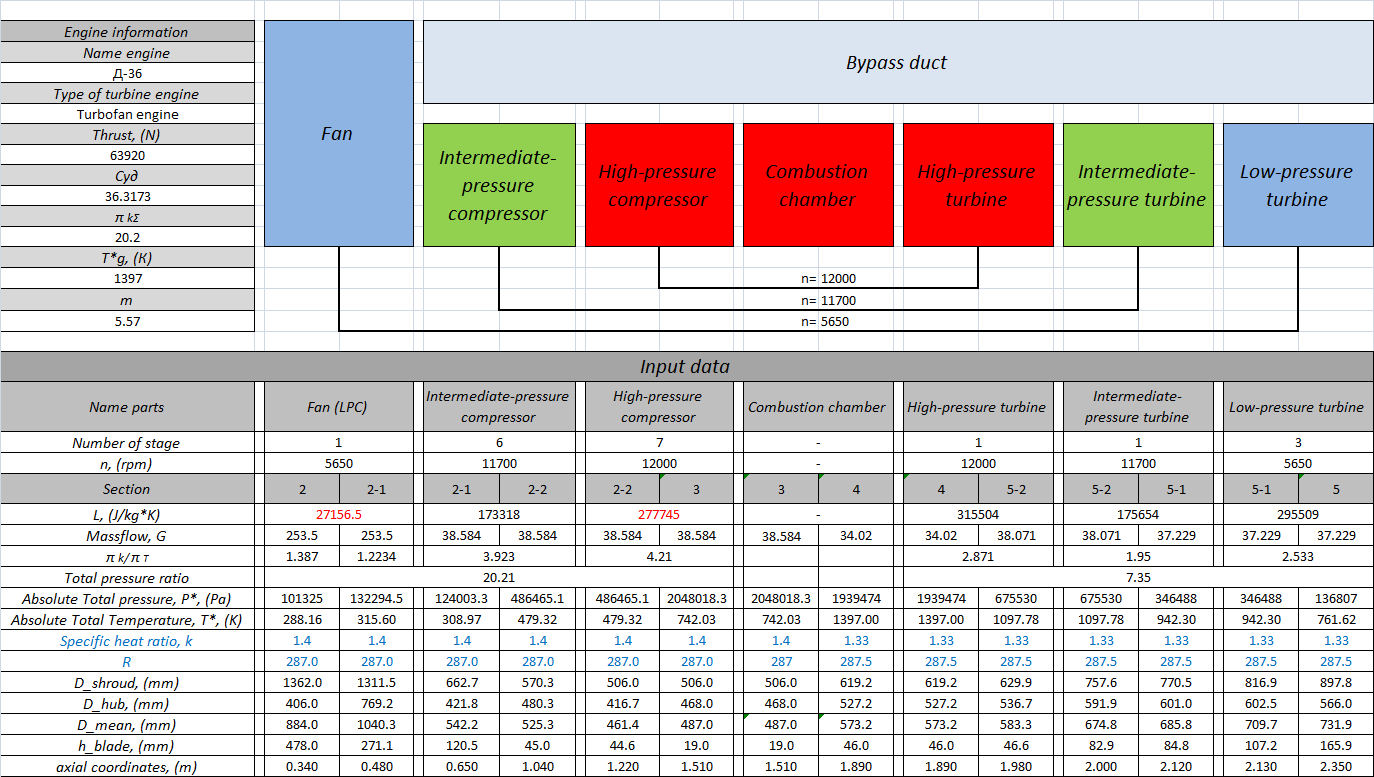 Engine information
Name engine
Д-36
Type of turbine engine
Turbofan engine
Thrust, (N)
63920
Суд
36.3173
π kΣ
20.2
T*g, (K)
1397
m
5.57
Fan
Bypass duct
Intermediate-
pressure
compressor
High-pressure
compressor
Combustion
chamber
High-pressure
turbine
Intermediate-
pressure turbine
Low-pressure
turbine
n= 12000
n= 11700
n= 5650
Input data
Name parts Fan (LPC) Intermediate-pressure compressor High-pressure compressor Combustion chamber High-pressure turbine Intermediate-pressure turbine Low-pressure turbine
Number of stage 1 6 7 - 1 1 3
n, (rpm) 5650 11700 12000 - 12000 11700 5650
Section 2 2-1 2-1 2-2 2-2 3 3 4 4 5-2 5-2 5-1 5-1 5
L, (J/kg*K) 27156.5 173318 277745 - 315504 175654 295509
Massflow, G 253.5 253.5 38.584 38.584 38.584 38.584 38.584 34.02 34.02 38.071 38.071 37.229 37.229 37.229
π k/π т 1.387 1.2234 3.923 4.21 2.871 1.95 2.533
Total pressure ratio 20.21 7.35
Absolute Total pressure, P*, (Pa) 101325 132294.5 124003.3 486465.1 486465.1 2048018.3 2048018.3 1939474 1939474 675530 675530 346488 346488 136807
Absolute Total Temperature, T*, (K) 288.16 315.60 308.97 479.32 479.32 742.03 742.03 1397.00 1397.00 1097.78 1097.78 942.30 942.30 761.62
Specific heat ratio, k 1.4 1.4 1.4 1.4 1.4 1.4 1.4 1.33 1.33 1.33 1.33 1.33 1.33 1.33
R 287.0 287.0 287.0 287.0 287.0 287.0 287 287.5 287.5 287.5 287.5 287.5 287.5 287.5
D_shroud, (mm) 1362.0 1311.5 662.7 570.3 506.0 506.0 506.0 619.2 619.2 629.9 757.6 770.5 816.9 897.8
D_hub, (mm) 406.0 769.2 421.8 480.3 416.7 468.0 468.0 527.2 527.2 536.7 591.9 601.0 602.5 566.0
D_mean, (mm) 884.0 1040.3 542.2 525.3 461.4 487.0 487.0 573.2 573.2 583.3 674.8 685.8 709.7 731.9
h_blade, (mm) 478.0 271.1 120.5 45.0 44.6 19.0 19.0 46.0 46.0 46.6 82.9 84.8 107.2 165.9
axial coordinates, (m) 0.340 0.480 0.650 1.040 1.220 1.510 1.510 1.890 1.890 1.980 2.000 2.120 2.130 2.350